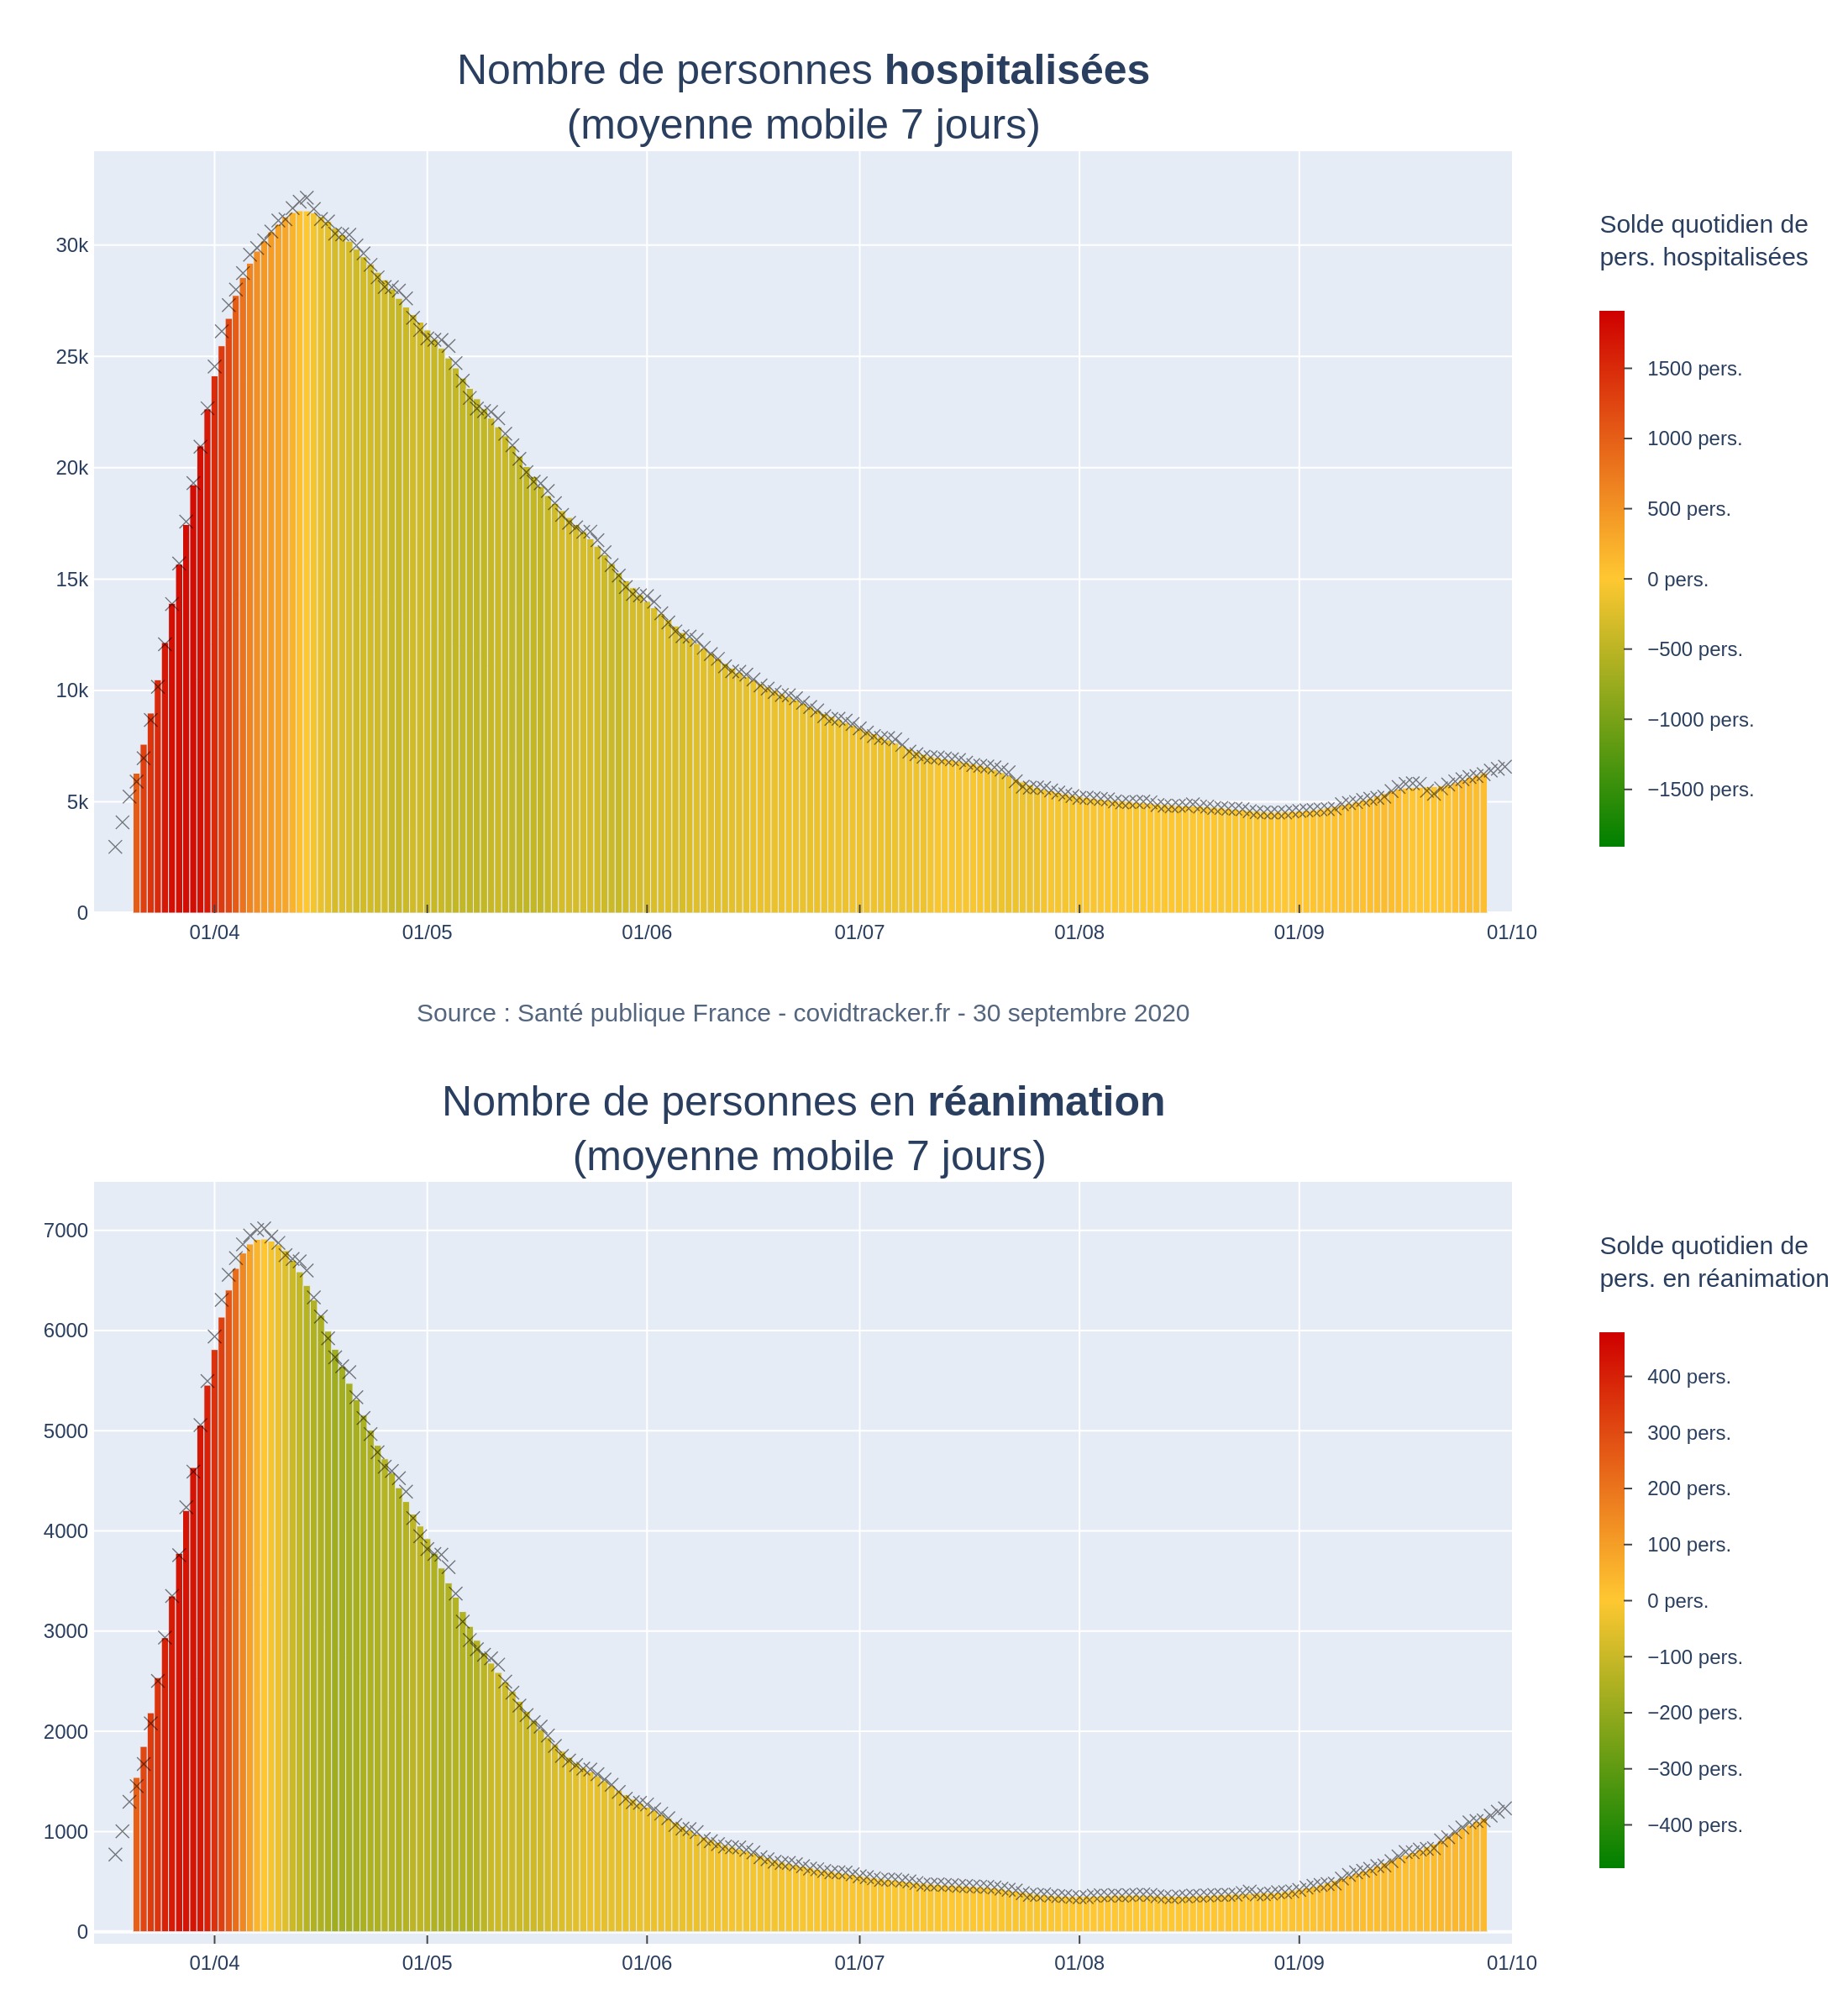 Nombre de personnes hospitalisées
(moyenne mobile 7 jours)
Solde quotidien de
pers. hospitalisées
30k
25k
20k
15k
10k
5k
0
1500 pers.
1000 pers.
500 pers.
0 pers.
−500 pers.
−1000 pers.
−1500 pers.
01/04
01/05
01/06
01/07
01/08
01/09
01/10
Source : Santé publique France - covidtracker.fr - 30 septembre 2020
Nombre de personnes en réanimation
(moyenne mobile 7 jours)
Solde quotidien de
pers. en réanimation
7000
6000
5000
4000
3000
2000
1000
0
400 pers.
300 pers.
200 pers.
100 pers.
0 pers.
−100 pers.
−200 pers.
−300 pers.
−400 pers.
01/04
01/05
01/06
01/07
01/08
01/09
01/10